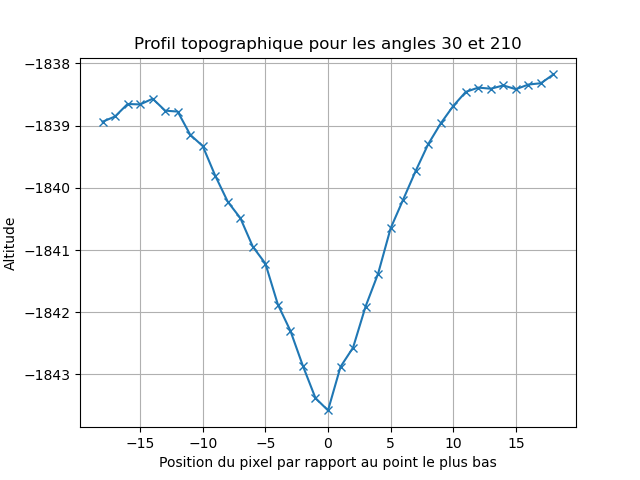 Profil topographique pour les angles 30 et 210
−1838
−1839
−1840
−1841
−1842
−1843
Altitude
−15 −10 −5 0 5 10 15
Position du pixel par rapport au point le plus bas